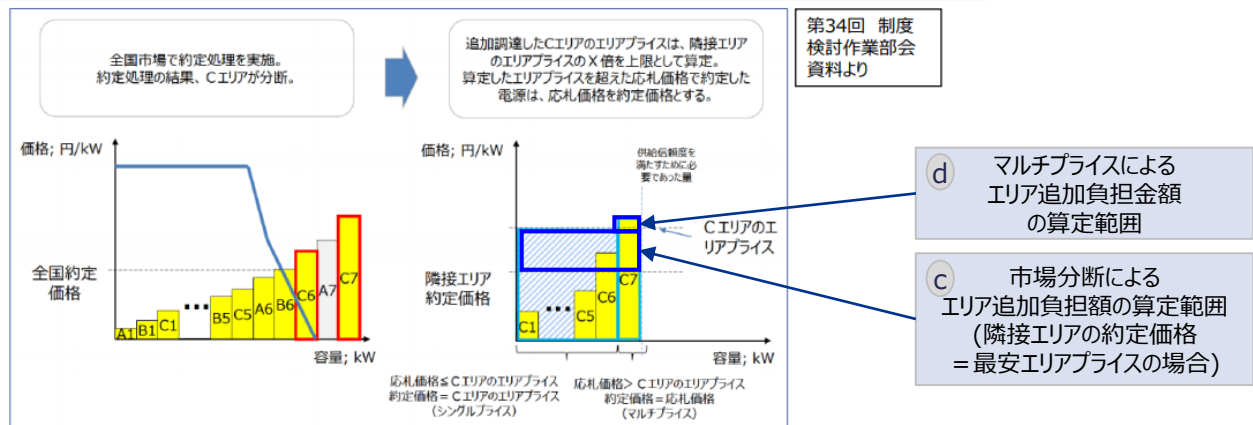 全国市場で約定処理を実施。
約定処理の結果、Cエリアが分断。
追加調達したCエリアのエリアプライスは、隣接エリア
のエリアプライスのX倍を上限として算定。
算定したエリアプライスを超えた応札価格で約定した
電源は、応札価格を約定価格とする。
第34回 制度
検討作業部会
資料より
価格; 円/kW
全国約定
価格
A1
B1
C1
...
B5
C5
A6
B6
C6
A7
C7
容量; kW
価格; 円/kW
供給信頼度を
満たすために必
要であった量
Cエリアのエ
リアプライス
隣接エリア
約定価格
C1
...
C5
C6
C7
容量; kW
応札価格≦Cエリアのエリアプライス
約定価格=Cエリアのエリアプライス
(シングルプライス)
応札価格>Cエリアのエリアプライス
約定価格=応札価格
(マルチプライス)
d
マルチプライスによる
エリア追加負担金額
の算定範囲
c
市場分断による
エリア追加負担額の算定範囲
(隣接エリアの約定価格
=最安エリアプライスの場合)